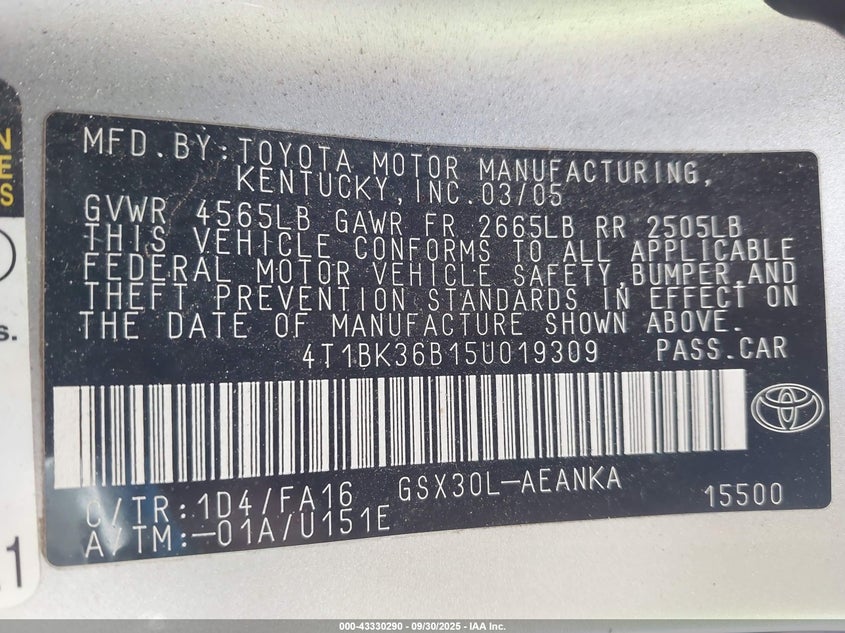 N
E
S
s.
1
MFD.BY:TOYOTA MOTOR MANUFACTURING,
KENTUCKY,INC.03/05
GVWR 4565LB GAWR FR 2665LB RR 2505LB
THIS VEHICLE CONFORMS TO ALL APPLICABLE
FEDERAL MOTOR VEHICLE SAFETY,BUMPER,AND
THEFT PREVENTION STANDARDS IN EFFECT ON
THE DATE OF MANUFACTURE SHOWN ABOVE.
4T1BK36B15U019309 PASS.CAR
C/TR:1D4/FA16 GSX30L-AEANKA 15500
A/TM:-01A/U151E
000-43330290 - 09/30/2025 - IAA Inc.